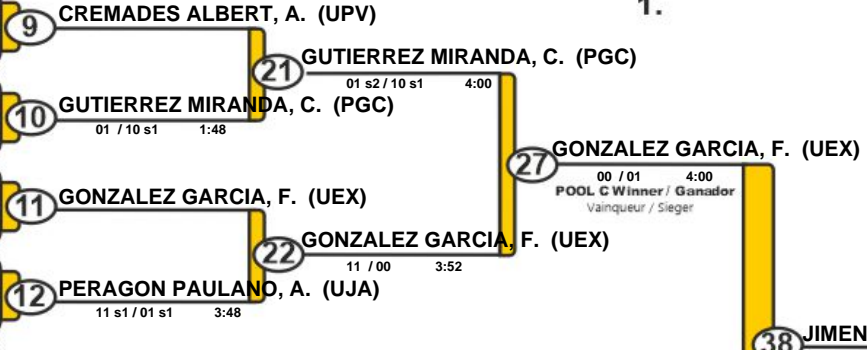 1.
9 CREMADES ALBERT, A. (UPV)
21 GUTIERREZ MIRANDA, C. (PGC)
01 s2 / 10 s1 4:00
10 GUTIERREZ MIRANDA, C. (PGC)
01 / 10 s1 1:48
27 GONZALEZ GARCIA, F. (UEX)
00 / 01 4:00
POOL C Winner / Ganador
Vainqueur / Sieger
11 GONZALEZ GARCIA, F. (UEX)
22 GONZALEZ GARCIA, F. (UEX)
11 / 00 3:52
12 PERAGON PAULANO, A. (UJA)
11 s1 / 01 s1 3:48
38 JIMEN